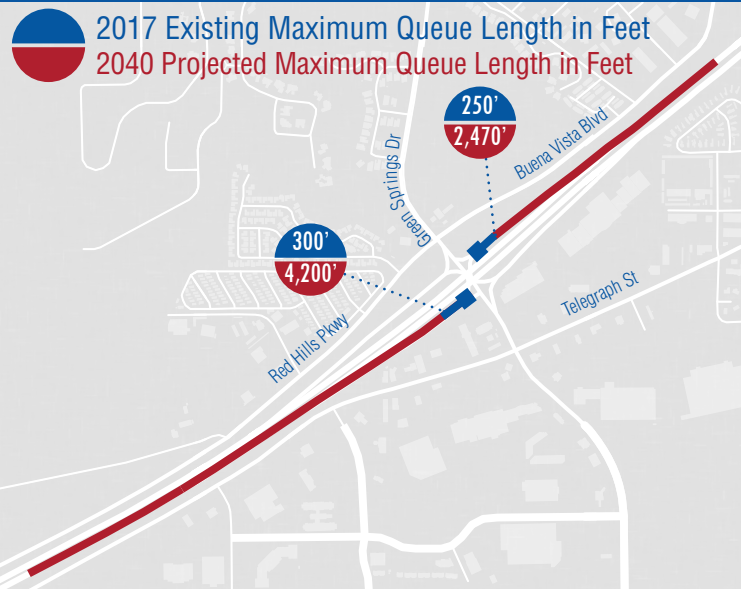 2017 Existing Maximum Queue Length in Feet
2040 Projected Maximum Queue Length in Feet
250'
2,470'
Buena Vista Blvd
Green Springs Dr
300'
4,200'
Telegraph St
Red Hills Pkwy